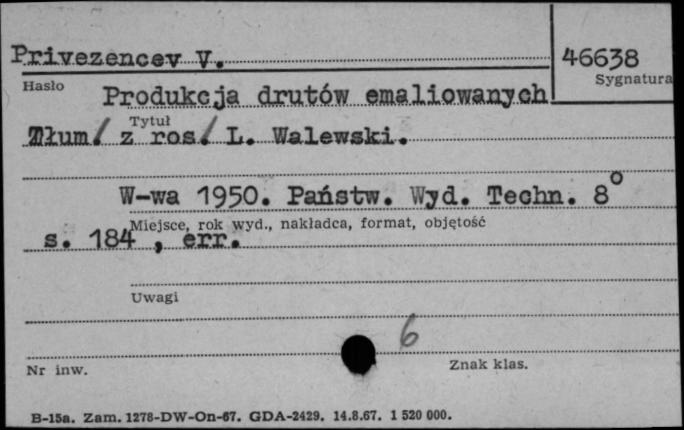 Privezencev V.
46638
Hasło
Sygnatura
Produkcja drutów emaliowanych
Tytuł
Tłum./ z ros./ L. Walewski.
W-wa 1950. Państw. Wyd. Techn. 8°
Miejsce, rok wyd., nakładca, format, objętość
s. 184 , err.
Uwagi
6
Nr inw.
Znak klas.
B-15a. Zam. 1278-DW-On-67. GDA-2429. 14.8.67. 1 520 000.